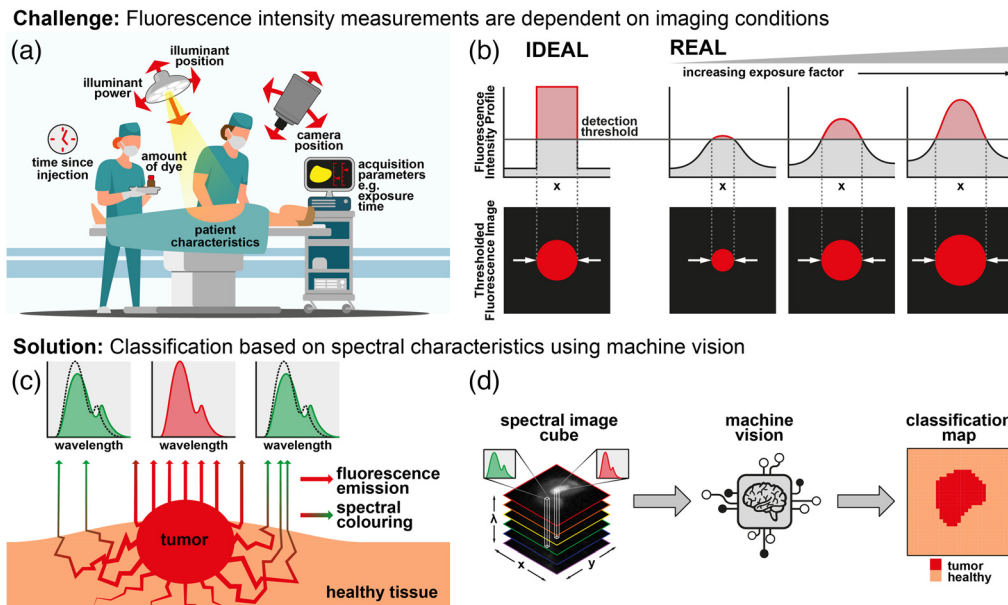 Challenge: Fluorescence intensity measurements are dependent on imaging conditions
(a)
illuminant
position
illuminant
power
time since
injection
amount
of dye
camera
position
acquisition
parameters
e.g.
exposure
time
patient
characteristics
(b)
IDEAL
REAL
increasing exposure factor
Fluorescence
Intensity Profile
detection
threshold
x
x
x
x
Thresholded
Fluorescence Image
Solution: Classification based on spectral characteristics using machine vision
(c)
wavelength
wavelength
wavelength
fluorescence
emission
spectral
colouring
tumor
healthy tissue
(d)
spectral image
cube
λ
x
y
machine
vision
classification
map
tumor
healthy